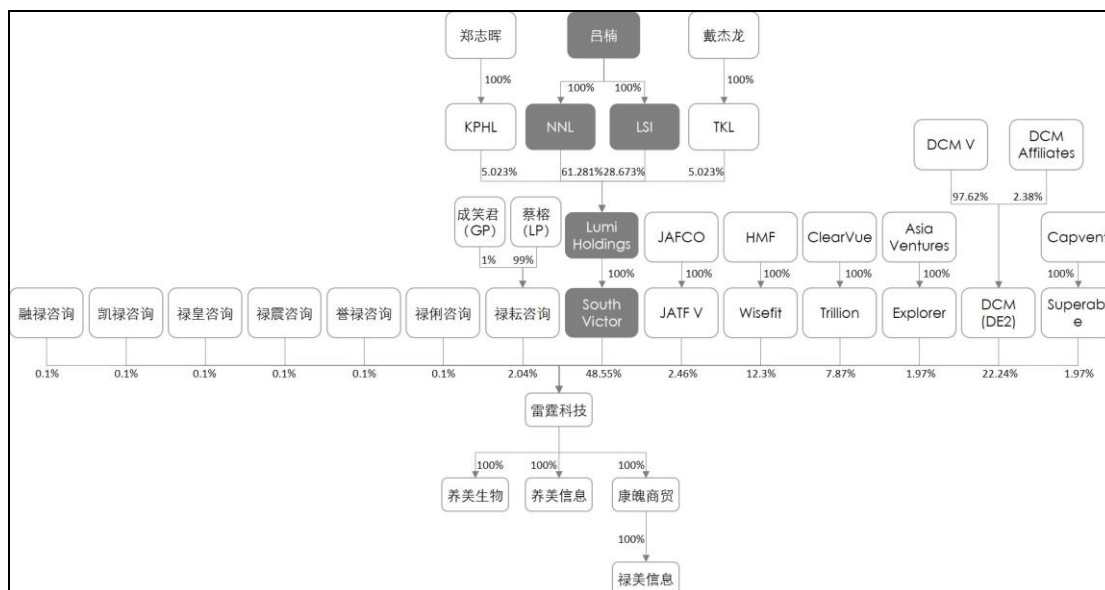 郑志晖
吕楠
戴杰龙
100%
100%
100%
100%
KPHL
NNL
LSI
TKL
DCM V
DCM
Affiliates
5.023%
61.281%
28.673%
5.023%
97.62%
2.38%
成笑君
(GP)
蔡榕
(LP)
Lumi
Holdings
JAFCO
HMF
ClearVue
Asia
Ventures
Capvent
1%
99%
100%
100%
100%
100%
100%
100%
融禄咨询
凯禄咨询
禄皇咨询
禄震咨询
誉禄咨询
禄俐咨询
禄耘咨询
South
Victor
JATF V
Wisefit
Trillion
Explorer
DCM
(DE2)
Superab
e
0.1%
0.1%
0.1%
0.1%
0.1%
0.1%
2.04%
48.55%
2.46%
12.3%
7.87%
1.97%
22.24%
1.97%
雷霆科技
100%
100%
100%
养美生物
养美信息
康魄商贸
100%
禄美信息